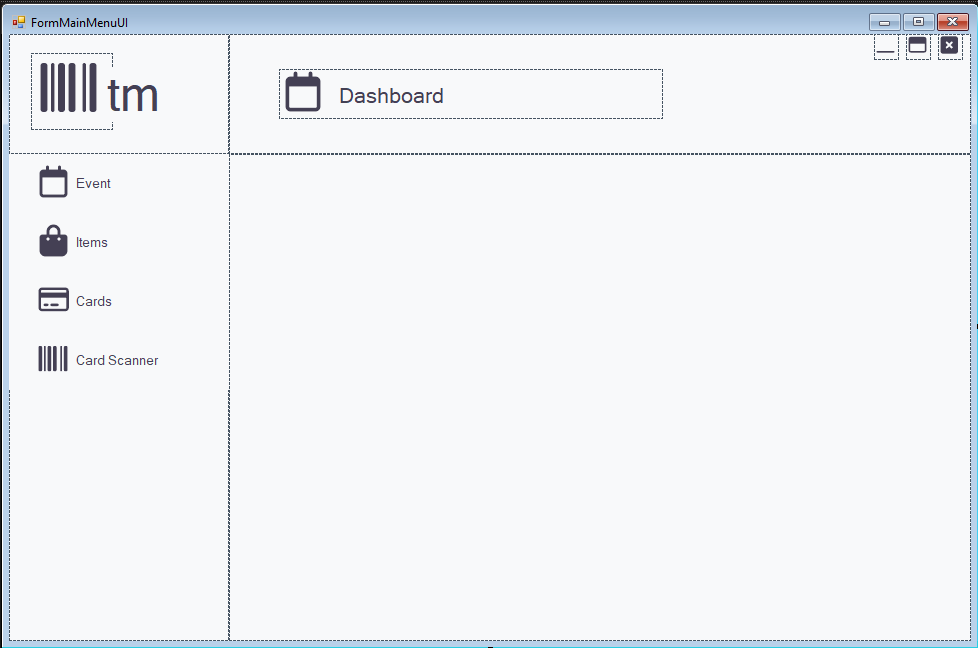 FormMainMenuUI
tm
Dashboard
Event
Items
Cards
Card Scanner